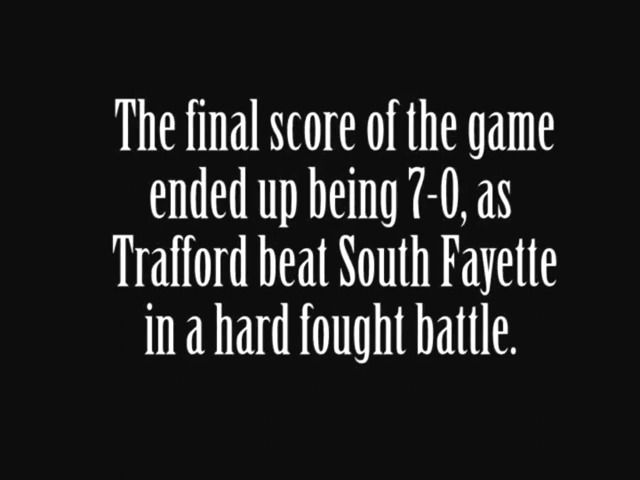 The final score of the game
ended up being 7-0, as
Trafford beat South Fayette
in a hard fought battle.